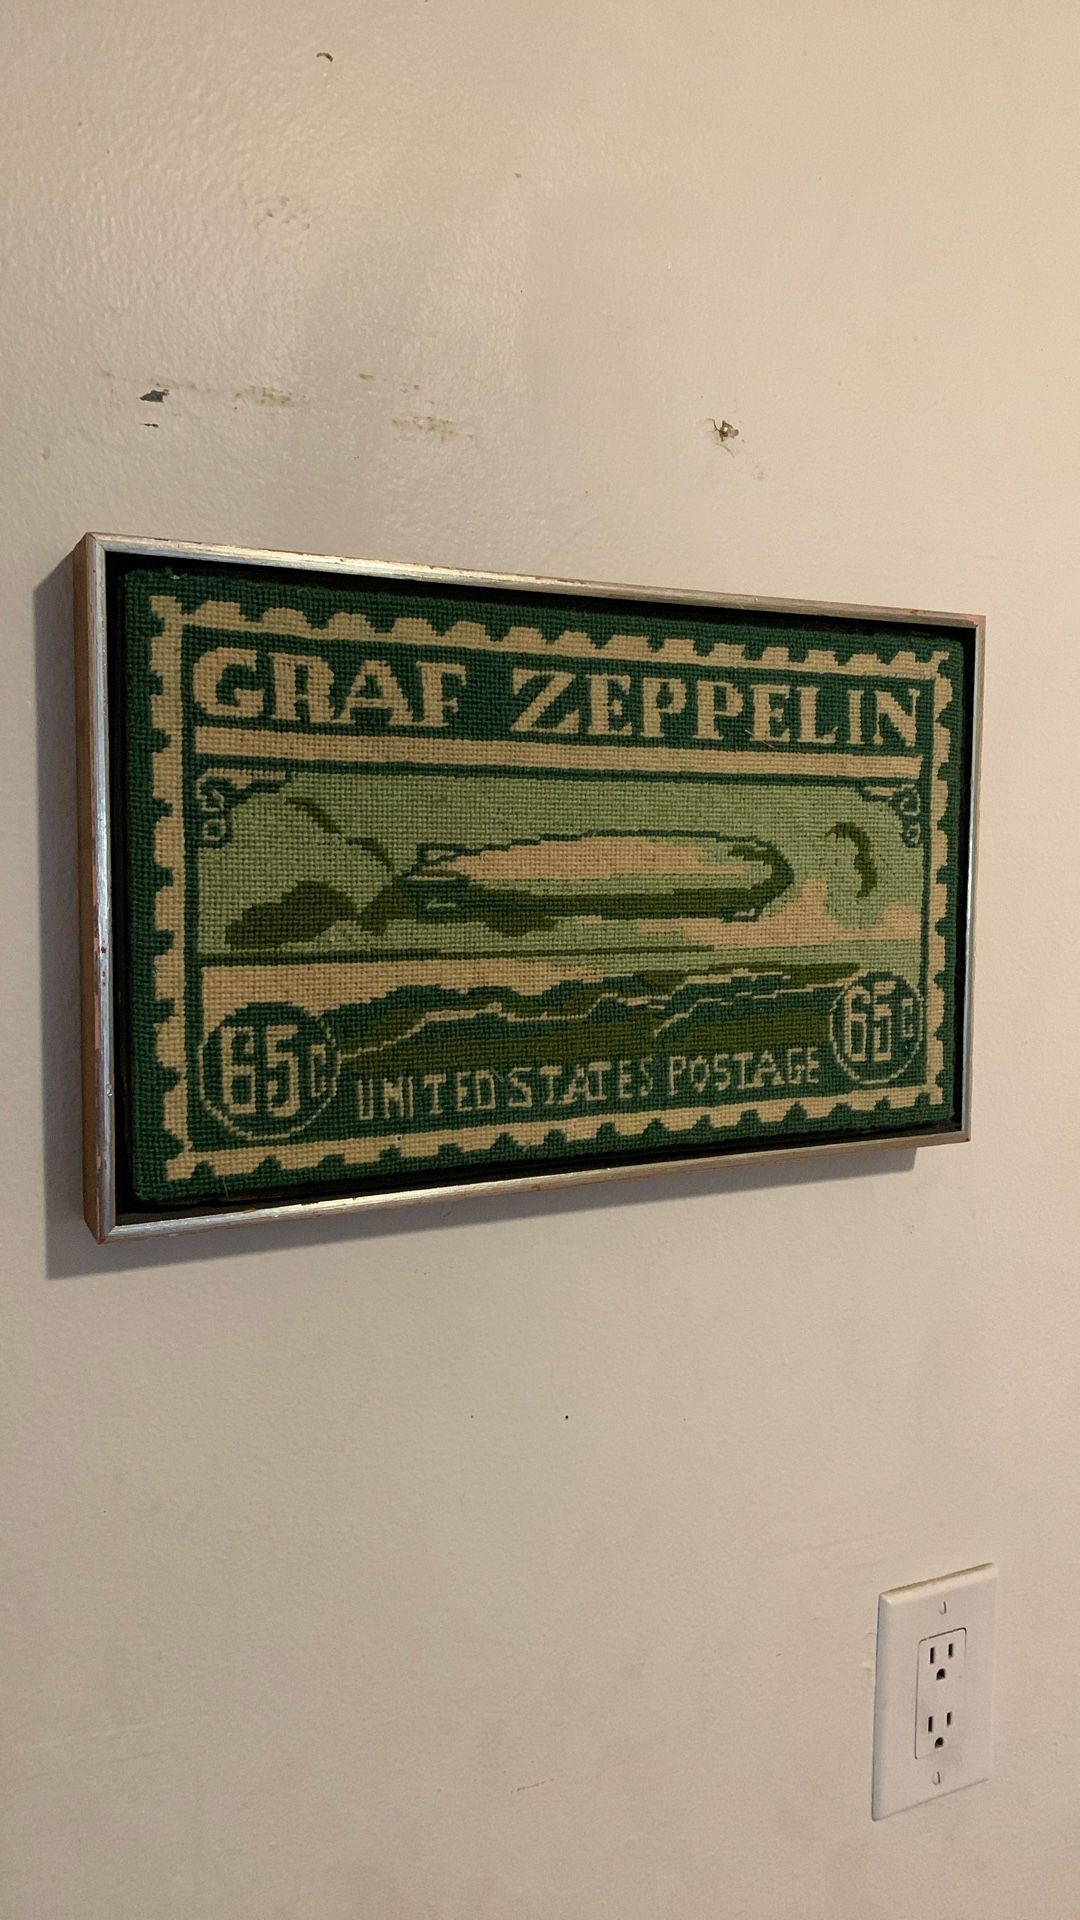 GRAF ZEPPELIN
65¢ 65¢
UNITED STATES POSTAGE